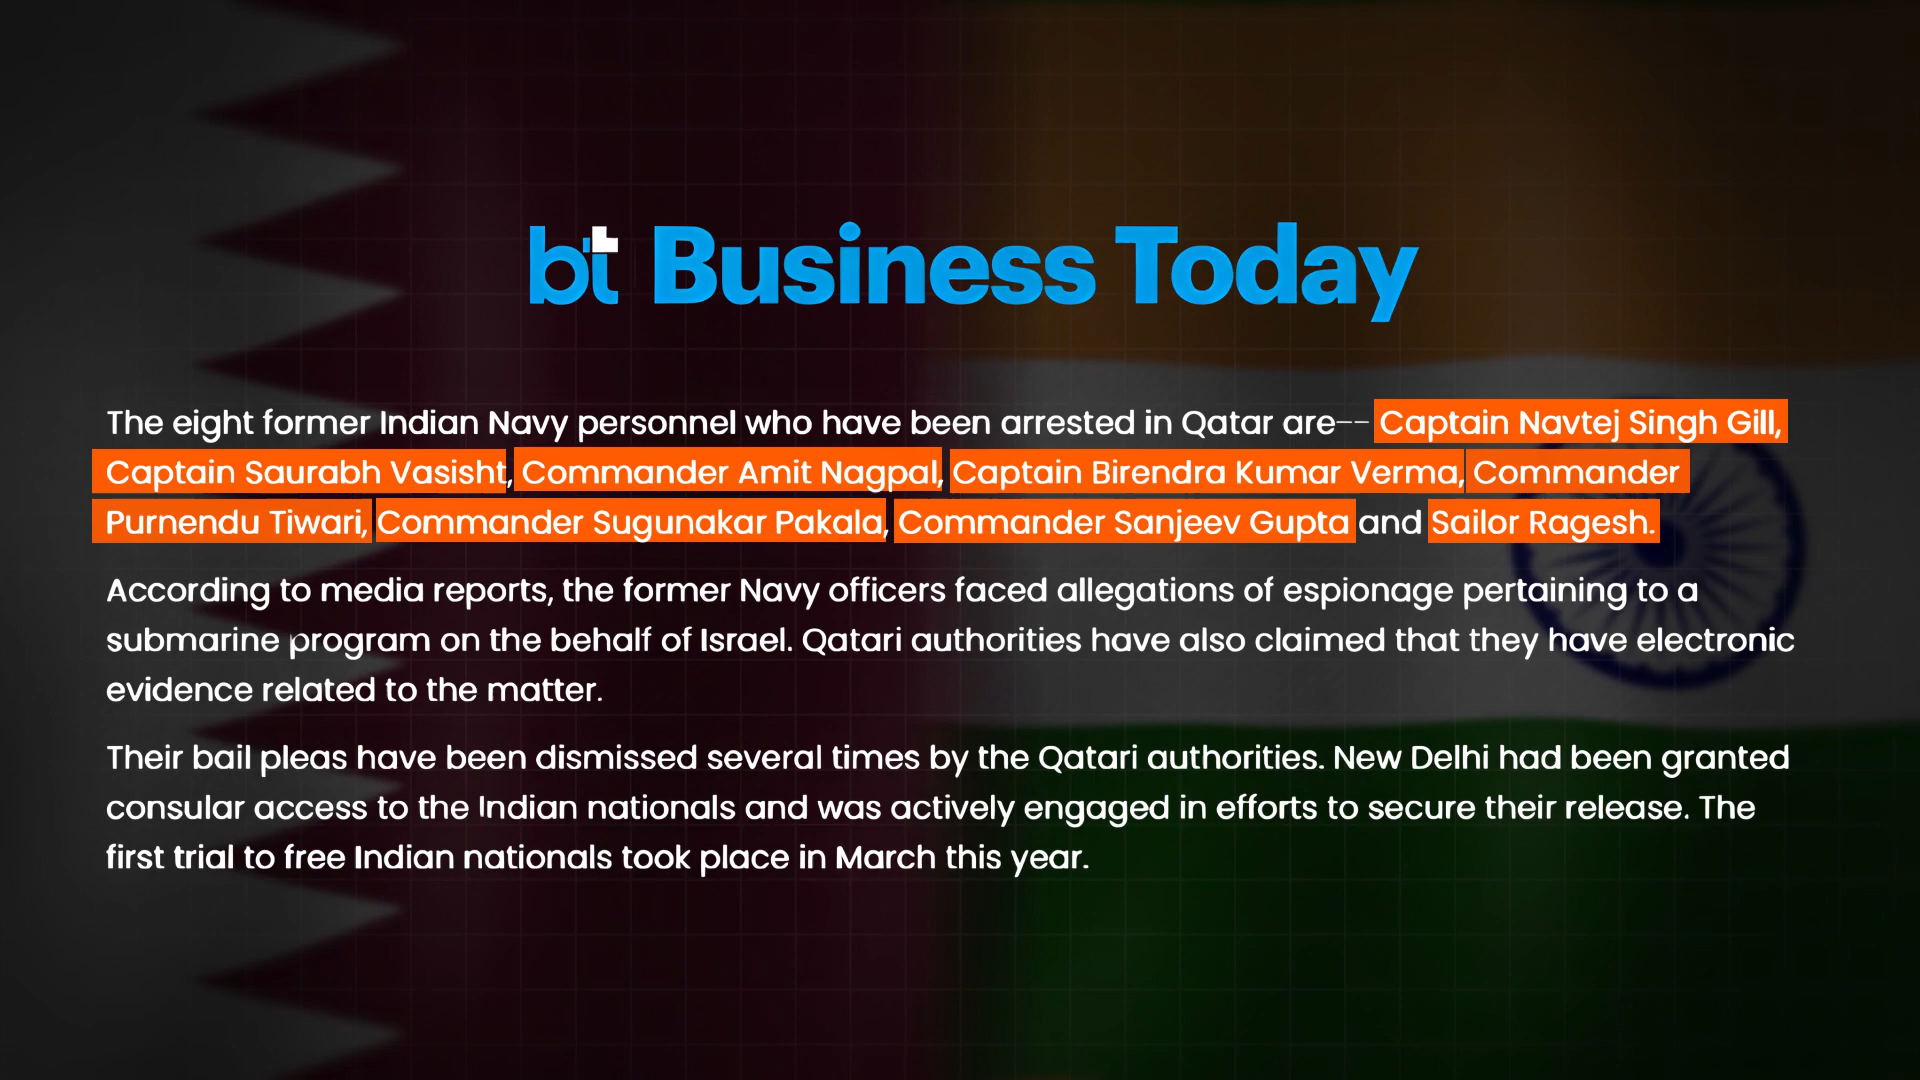 bt Business Today
The eight former Indian Navy personnel who have been arrested in Qatar are-- Captain Navtej Singh Gill,
Captain Saurabh Vasisht, Commander Amit Nagpal, Captain Birendra Kumar Verma, Commander
Purnendu Tiwari, Commander Sugunakar Pakala, Commander Sanjeev Gupta and Sailor Ragesh.
According to media reports, the former Navy officers faced allegations of espionage pertaining to a
submarine program on the behalf of Israel. Qatari authorities have also claimed that they have electronic
evidence related to the matter.
Their bail pleas have been dismissed several times by the Qatari authorities. New Delhi had been granted
consular access to the Indian nationals and was actively engaged in efforts to secure their release. The
first trial to free Indian nationals took place in March this year.